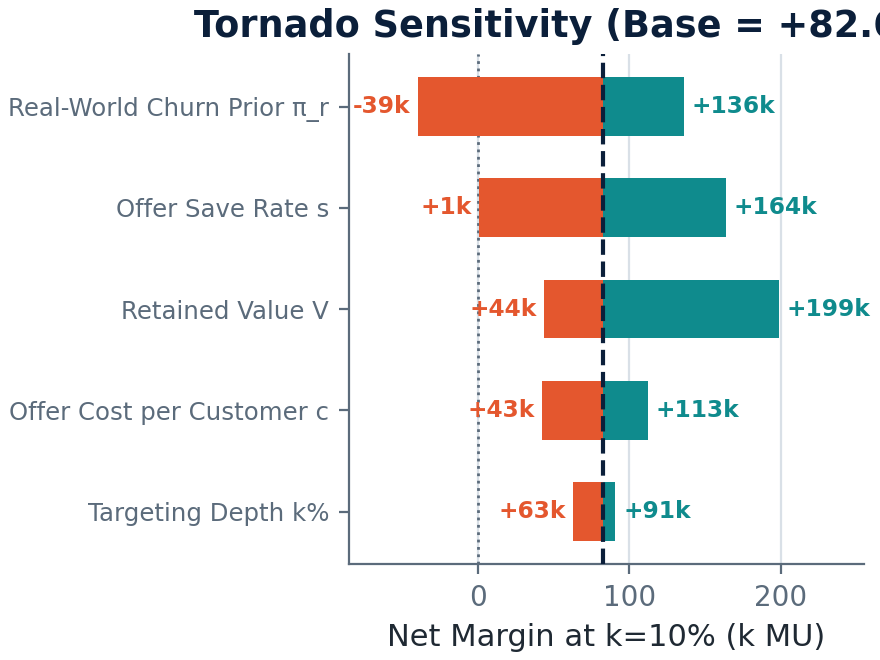 Tornado Sensitivity (Base = +82.
Real-World Churn Prior π_r
-39k
+136k
Offer Save Rate s
+1k
+164k
Retained Value V
+44k
+199k
Offer Cost per Customer c
+43k
+113k
Targeting Depth k%
+63k
+91k
0
100
200
Net Margin at k=10% (k MU)